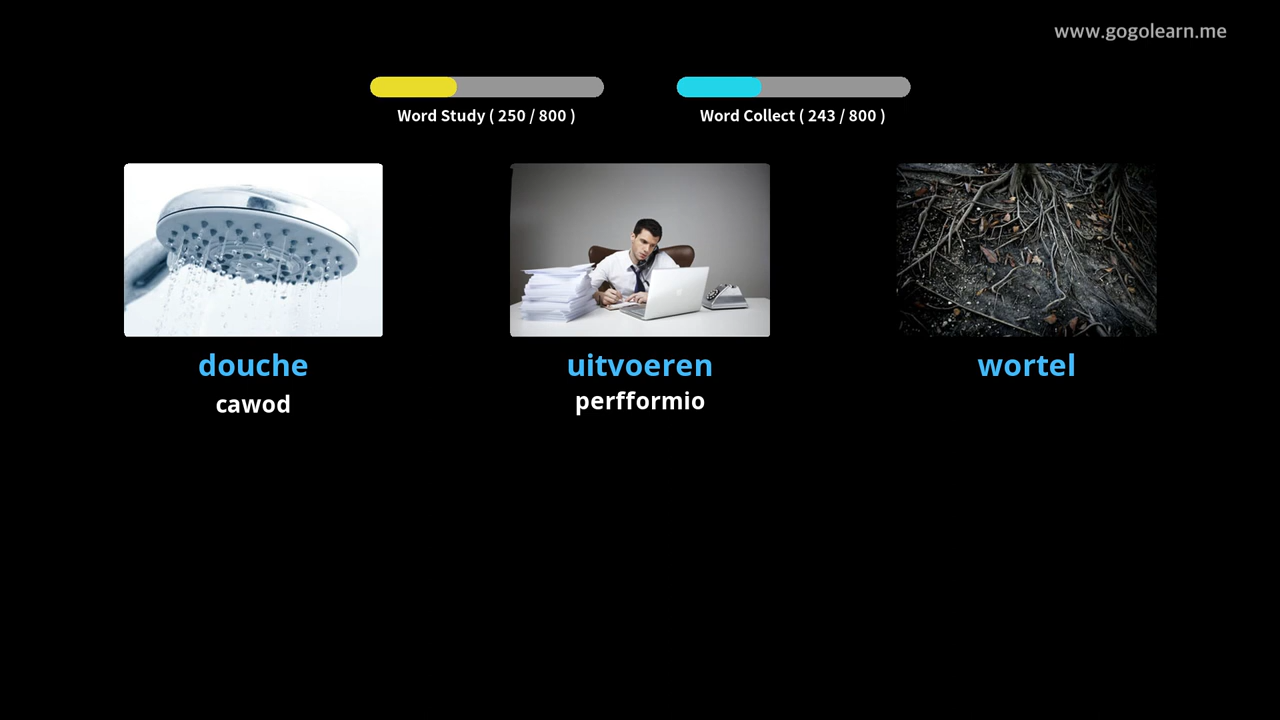 www.gogolearn.me
Word Study ( 250 / 800 )
Word Collect ( 243 / 800 )
douche
uitvoeren
wortel
cawod
perfformio